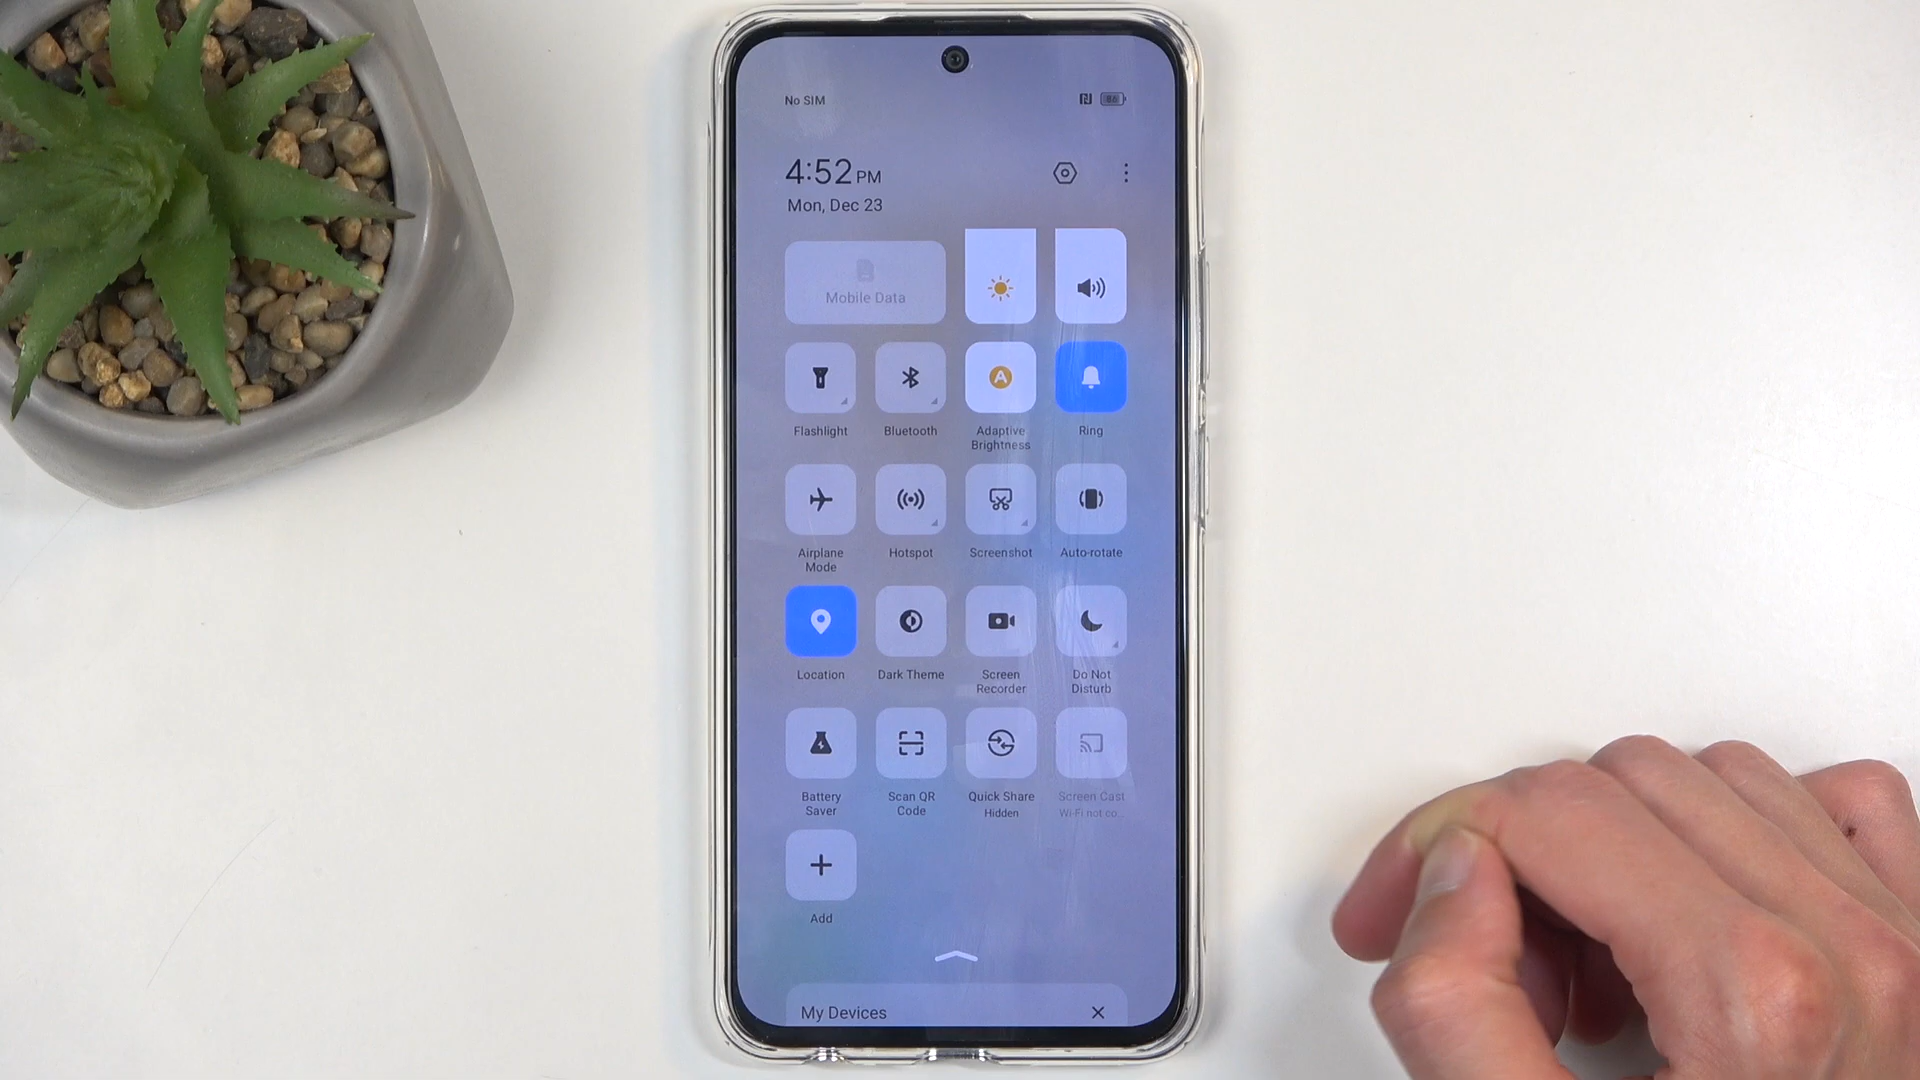 No SIM
86
4:52 PM
Mon, Dec 23
Mobile Data
A
Flashlight
Bluetooth
Adaptive
Brightness
Ring
Airplane
Mode
Hotspot
Screenshot
Auto-rotate
Location
Dark Theme
Screen
Recorder
Do Not
Disturb
Battery
Saver
Scan QR
Code
Quick Share
Hidden
Screen Cast
Wi-Fi not co...
Add
My Devices